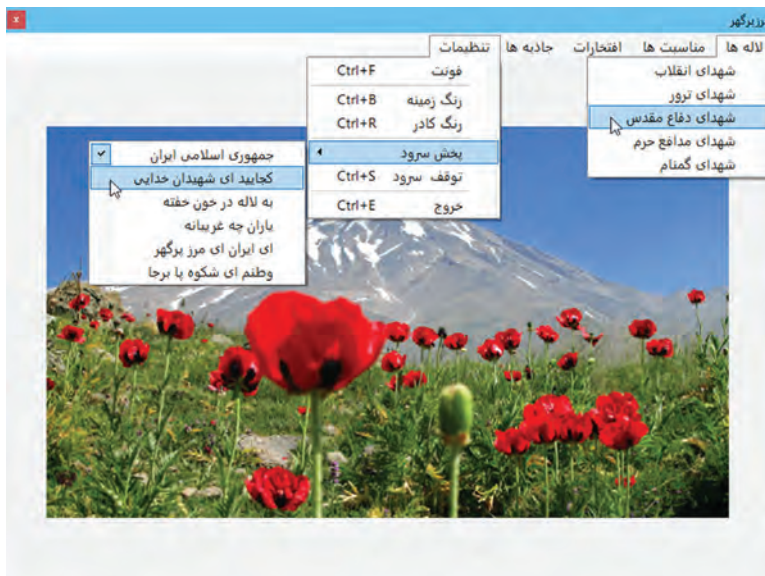 رزپرگهر
x
لاله ها مناسبت ها افتخارات جاذبه ها تنظیمات
شهدای انقلاب
شهدای ترور
شهدای دفاع مقدس
شهدای مدافع حرم
شهدای گمنام
فونت Ctrl+F
رنگ زمینه Ctrl+B
رنگ کادر Ctrl+R
پخش سرود
توقف سرود Ctrl+S
خروج Ctrl+E
جمهوری اسلامی ایران
کجایید ای شهیدان خدایی
به لاله در خون خفته
یاران چه غریبانه
ای ایران ای مرز پرگهر
وطنم ای شکوه پا برجا